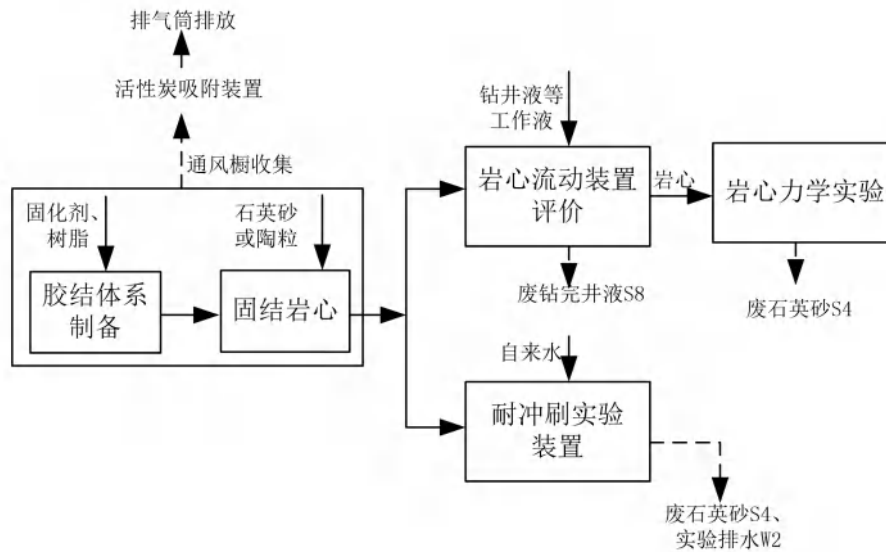 排气筒排放
活性炭吸附装置
通风橱收集
固化剂、
树脂
石英砂
或陶粒
胶结体系
制备
固结岩心
钻井液等
工作液
岩心流动装置
评价
岩心
岩心力学实验
废钻完井液S8
废石英砂S4
自来水
耐冲刷实验
装置
废石英砂S4、
实验排水W2